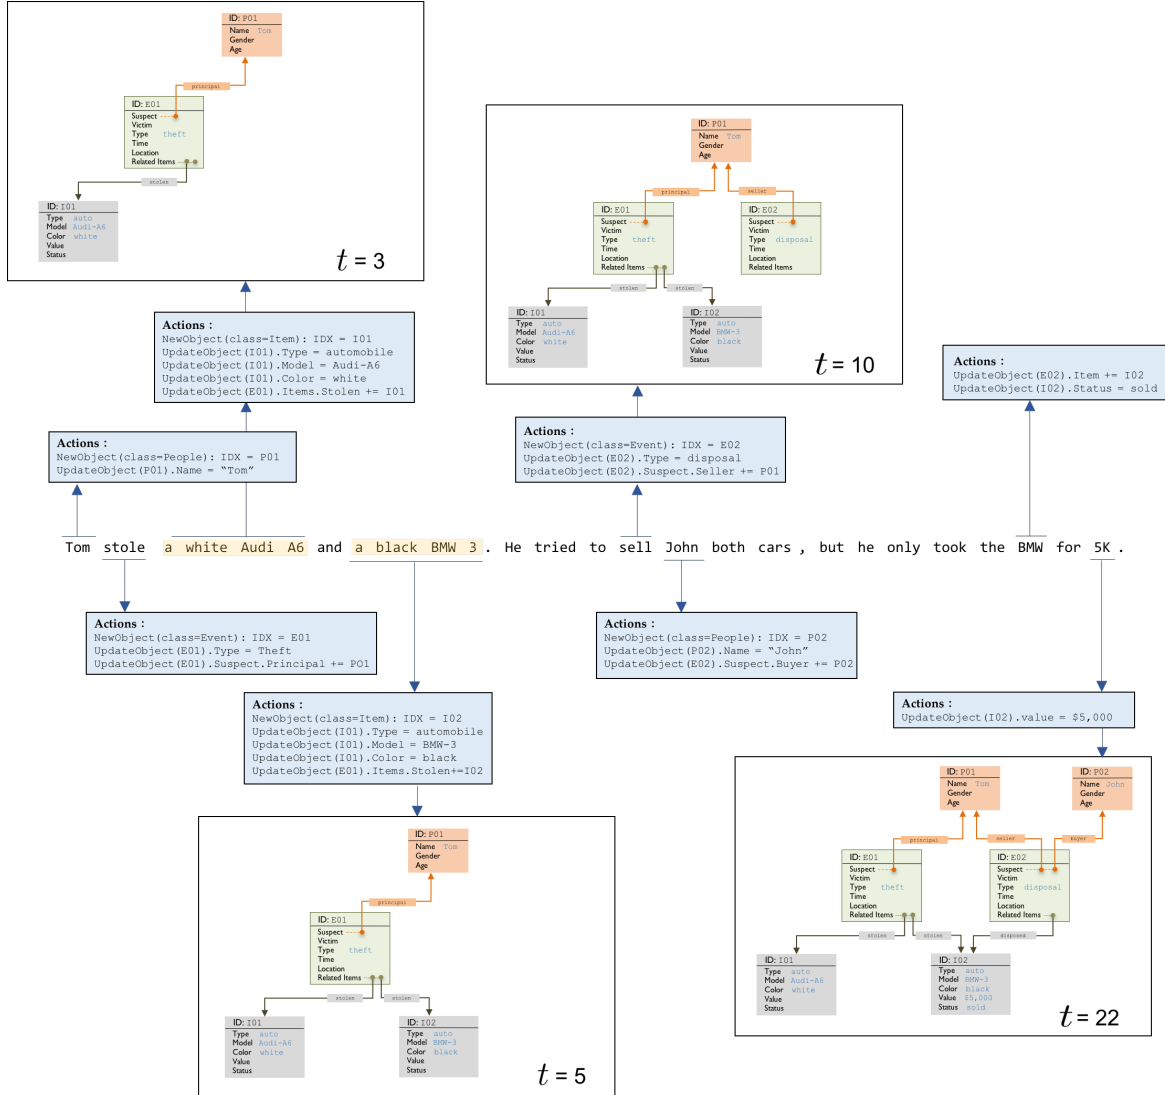 ID: P01
Name Tom
Gender
Age
principal
ID: E01
Suspect
Victim
Type theft
Time
Location
Related Items
stolen
ID: I01
Type auto
Model Audi-A6
Color white
Value
Status
t = 3
ID: P01
Name Tom
Gender
Age
principal
seller
ID: E01
Suspect
Victim
Type theft
Time
Location
Related Items
ID: E02
Suspect
Victim
Type disposal
Time
Location
Related Items
stolen
stolen
ID: I01
Type auto
Model Audi-A6
Color white
Value
Status
ID: I02
Type auto
Model BMW-3
Color black
Value
Status
t = 10
Actions :
NewObject(class=Item): IDX = I01
UpdateObject(I01).Type = automobile
UpdateObject(I01).Model = Audi-A6
UpdateObject(I01).Color = white
UpdateObject(E01).Items.Stolen += I01
Actions :
UpdateObject(E02).Item += I02
UpdateObject(I02).Status = sold
Actions :
NewObject(class=People): IDX = P01
UpdateObject(P01).Name = “Tom”
Actions :
NewObject(class=Event): IDX = E02
UpdateObject(E02).Type = disposal
UpdateObject(E02).Suspect.Seller += P01
Tom stole a white Audi A6 and a black BMW 3 . He tried to sell John both cars , but he only took the BMW for 5K .
Actions :
NewObject(class=Event): IDX = E01
UpdateObject(E01).Type = Theft
UpdateObject(E01).Suspect.Principal += PO1
Actions :
NewObject(class=People): IDX = P02
UpdateObject(P02).Name = “John”
UpdateObject(E02).Suspect.Buyer += P02
Actions :
NewObject(class=Item): IDX = I02
UpdateObject(I01).Type = automobile
UpdateObject(I01).Model = BMW-3
UpdateObject(I01).Color = black
UpdateObject(E01).Items.Stolen+=I02
Actions :
UpdateObject(I02).value = $5,000
ID: P01
Name Tom
Gender
Age
principal
ID: E01
Suspect
Victim
Type theft
Time
Location
Related Items
stolen
stolen
ID: I01
Type auto
Model Audi-A6
Color white
Value
Status
ID: I02
Type auto
Model BMW-3
Color black
Value
Status
t = 5
ID: P01
Name Tom
Gender
Age
ID: P02
Name John
Gender
Age
principal
seller
buyer
ID: E01
Suspect
Victim
Type theft
Time
Location
Related Items
ID: E02
Suspect
Victim
Type disposal
Time
Location
Related Items
stolen
stolen
disposed
ID: I01
Type auto
Model Audi-A6
Color white
Value
Status
ID: I02
Type auto
Model BMW-3
Color black
Value $5,000
Status sold
t = 22